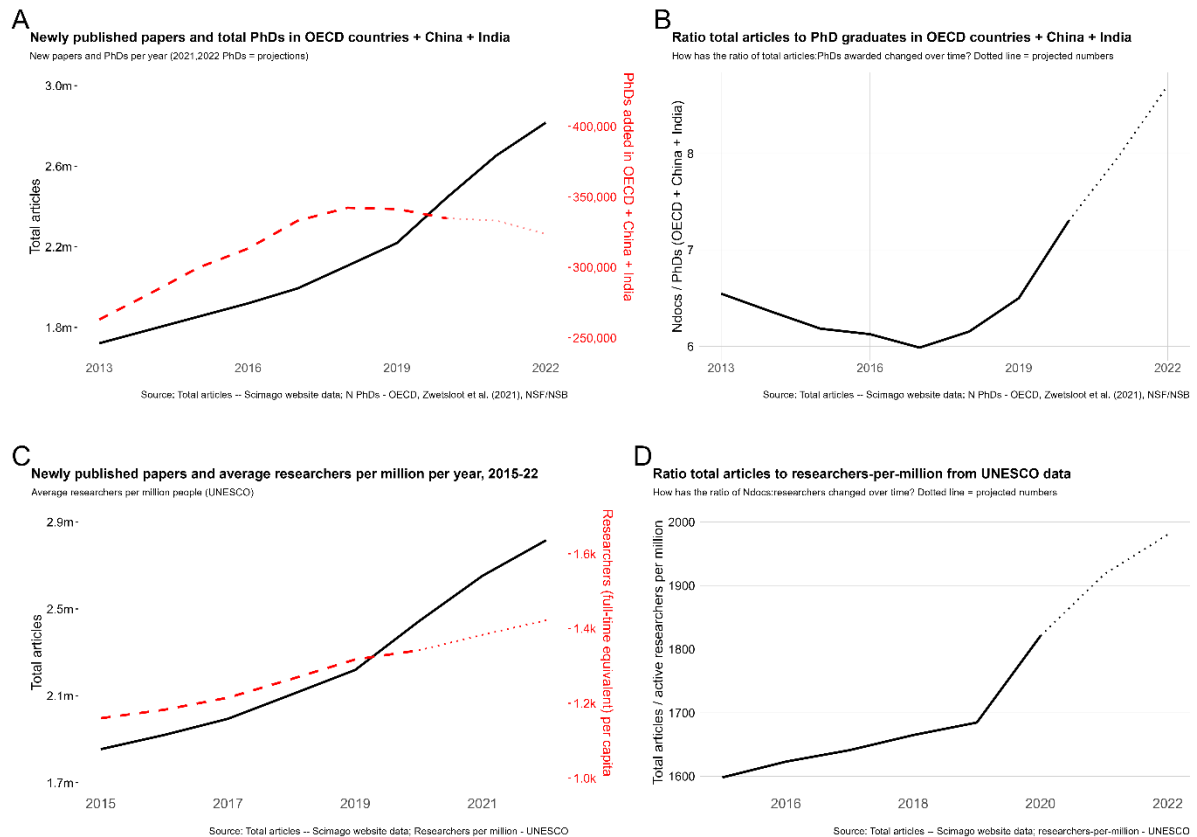 A
Newly published papers and total PhDs in OECD countries + China + India
New papers and PhDs per year (2021,2022 PhDs = projections)
Total articles
3.0m
2.6m
2.2m
1.8m
400,000
350,000
300,000
250,000
PhDs added in OECD + China + India
2013
2016
2019
2022
Source: Total articles -- Scimago website data; N PhDs - OECD, Zwetsloot et al. (2021), NSF/NSB
B
Ratio total articles to PhD graduates in OECD countries + China + India
How has the ratio of total articles:PhDs awarded changed over time? Dotted line = projected numbers
Ndocs / PhDs (OECD + China + India)
8
7
6
2013
2016
2019
2022
Source: Total articles -- Scimago website data; N PhDs - OECD, Zwetsloot et al. (2021), NSF/NSB
C
Newly published papers and average researchers per million per year, 2015-22
Average researchers per million people (UNESCO)
Total articles
2.9m
2.5m
2.1m
1.7m
1.6k
1.4k
1.2k
1.0k
Researchers (full-time
equivalent) per capita
2015
2017
2019
2021
Source: Total articles -- Scimago website data; Researchers per million - UNESCO
D
Ratio total articles to researchers-per-million from UNESCO data
How has the ratio of Ndocs:researchers changed over time? Dotted line = projected numbers
Total articles / active researchers per million
2000
1900
1800
1700
1600
2016
2018
2020
2022
Source: Total articles -- Scimago website data; researchers-per-million - UNESCO